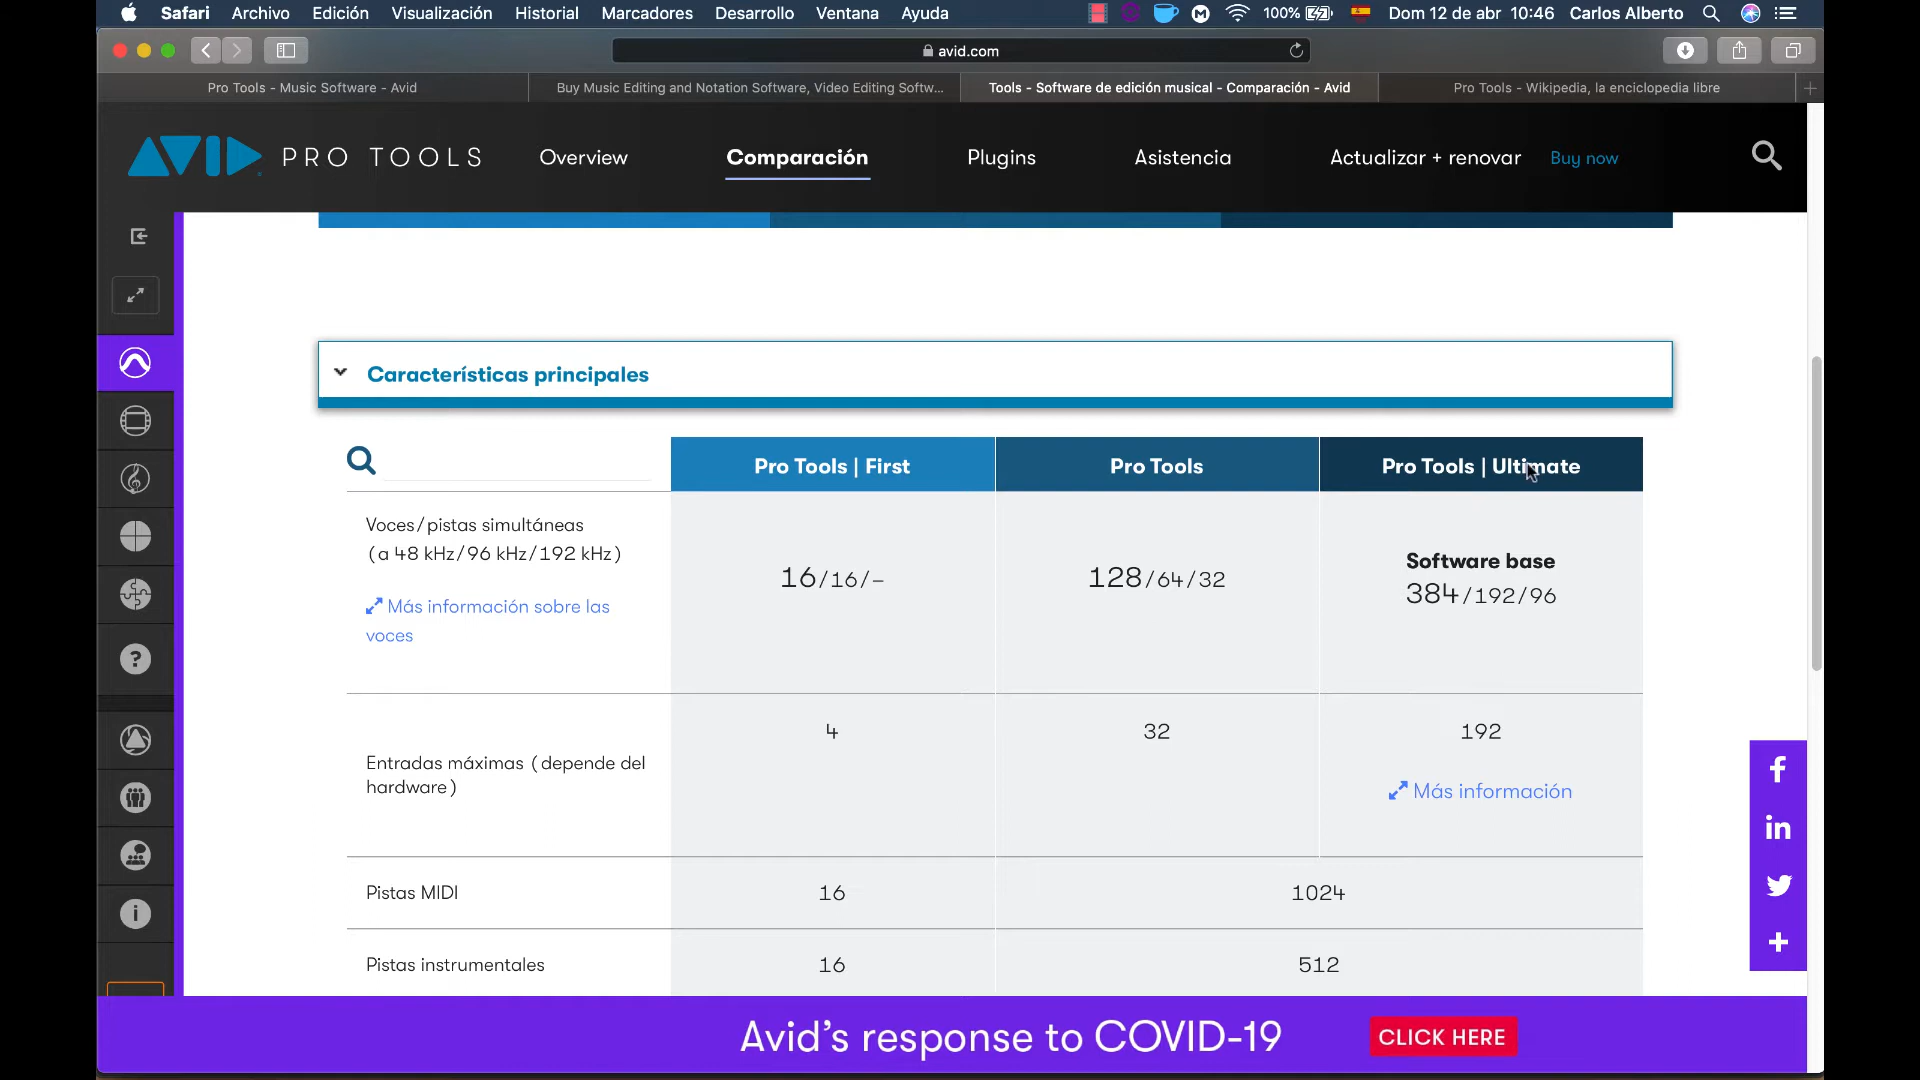 Safari Archivo Edición Visualización Historial Marcadores Desarrollo Ventana Ayuda 100% Dom 12 de abr 10:46 Carlos Alberto
avid.com
Pro Tools - Music Software - Avid
Buy Music Editing and Notation Software, Video Editing Softw...
Tools - Software de edición musical - Comparación - Avid
Pro Tools - Wikipedia, la enciclopedia libre
AVID PRO TOOLS Overview Comparación Plugins Asistencia Actualizar + renovar Buy now
Características principales
Pro Tools | First Pro Tools Pro Tools | Ultimate
Voces/pistas simultáneas
(a 48 kHz/96 kHz/192 kHz)
Más información sobre las
voces
16/16/–
128/64/32
Software base
384/192/96
Entradas máximas (depende del
hardware)
4
32
192
Más información
Pistas MIDI 16 1024
Pistas instrumentales 16 512
Avid's response to COVID-19 CLICK HERE